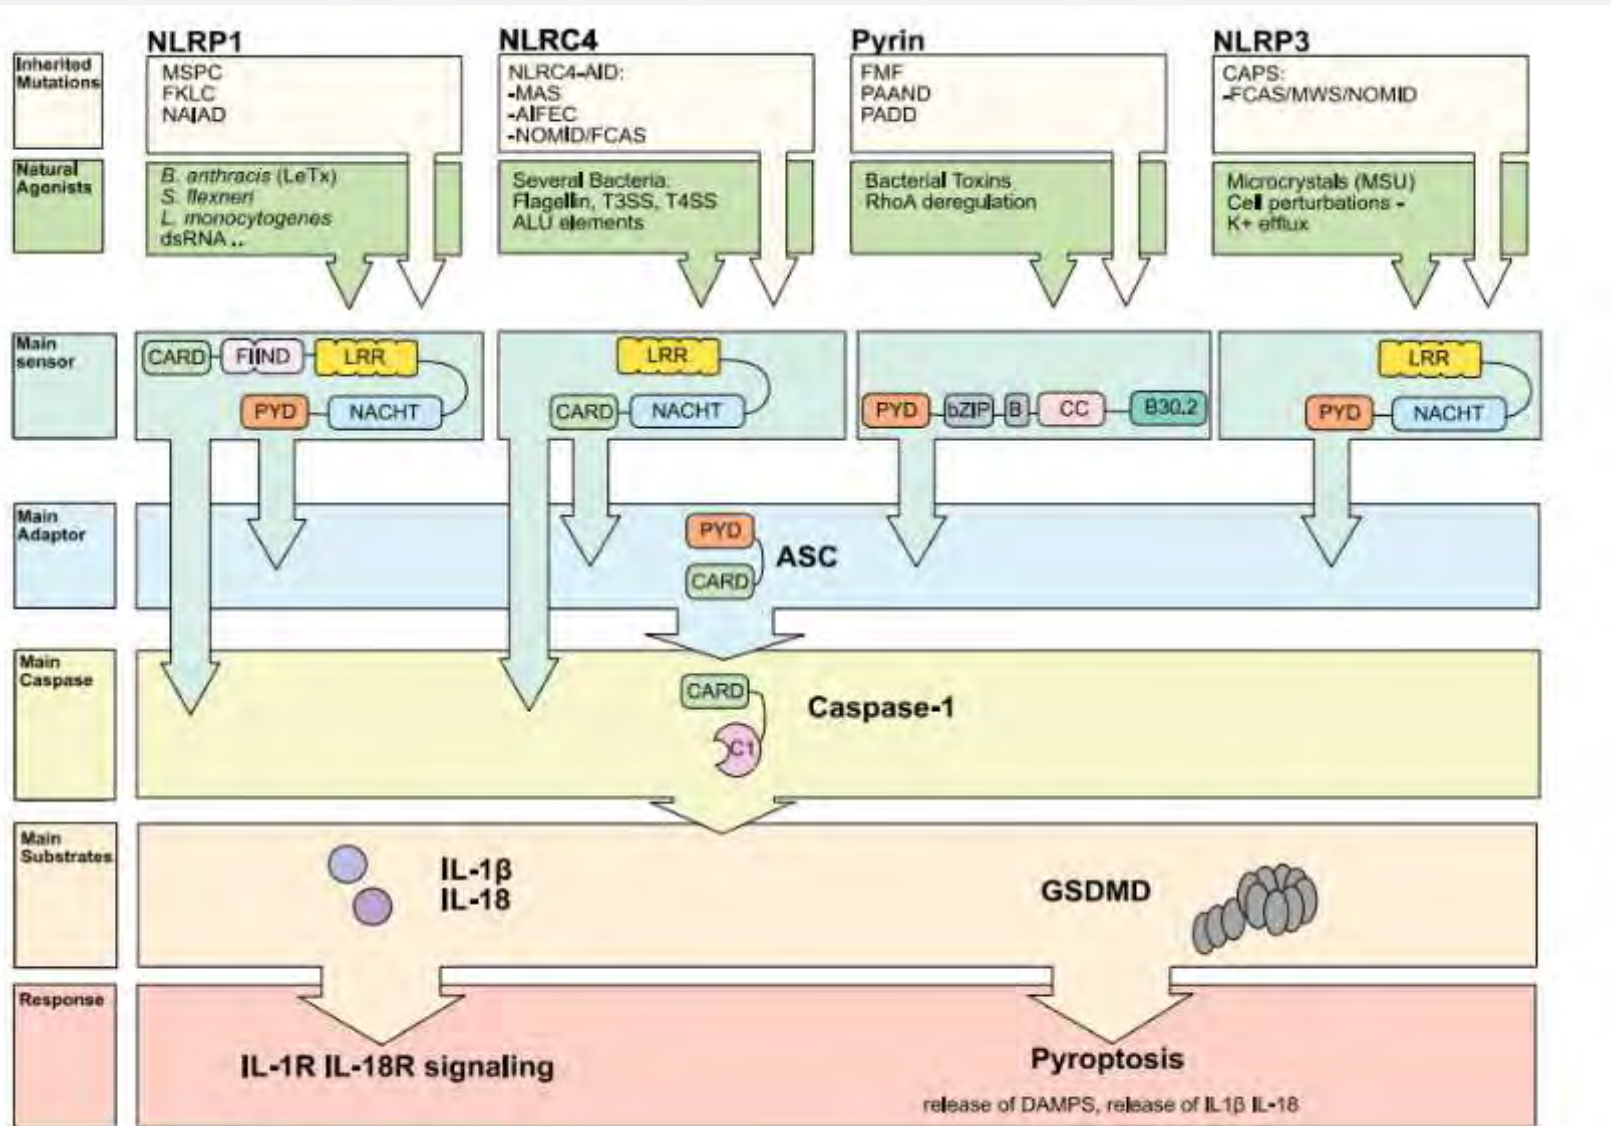 NLRP1
NLRC4
Pyrin
NLRP3
Inherited
Mutations
MSPC
FKLC
NAIAD
NLRC4-AID:
-MAS
-AIFEC
-NOMID/FCAS
FMF
PAAND
PADD
CAPS:
-FCAS/MWS/NOMID
Natural
Agonists
B. anthracis (LeTx)
S. flexneri
L. monocytogenes
dsRNA ..
Several Bacteria:
Flagellin, T3SS, T4SS
ALU elements
Bacterial Toxins
RhoA deregulation
Microcrystals (MSU)
Cell perturbations -
K+ efflux
Main
sensor
CARD
FIIND
LRR
PYD
NACHT
LRR
CARD
NACHT
PYD
bZIP
B
CC
B30.2
LRR
PYD
NACHT
Main
Adaptor
PYD
CARD
ASC
Main
Caspase
CARD
C1
Caspase-1
Main
Substrates
IL-1β
IL-18
GSDMD
Response
IL-1R IL-18R signaling
Pyroptosis
release of DAMPS, release of IL1β IL-18